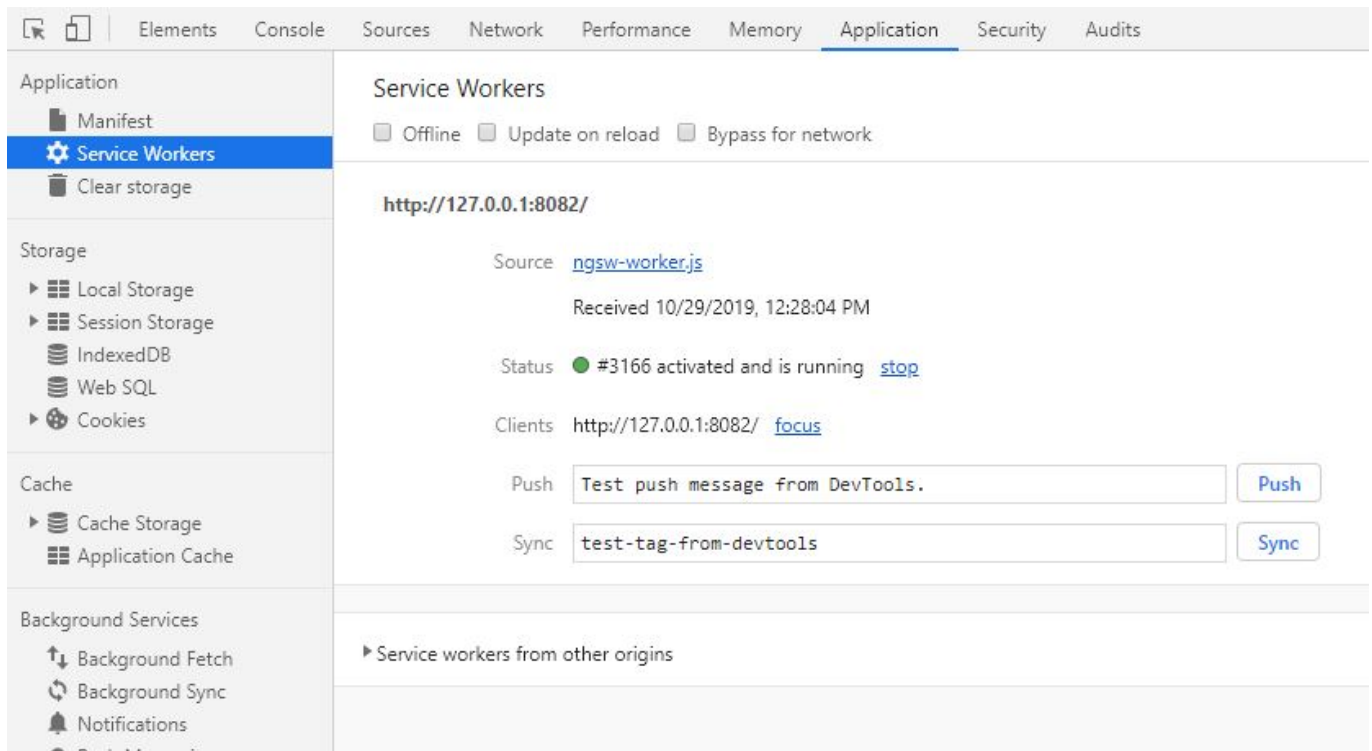 Elements Console Sources Network Performance Memory Application Security Audits
Application
Manifest
Service Workers
Clear storage
Storage
Local Storage
Session Storage
IndexedDB
Web SQL
Cookies
Cache
Cache Storage
Application Cache
Background Services
Background Fetch
Background Sync
Notifications
Service Workers
Offline Update on reload Bypass for network
http://127.0.0.1:8082/
Source ngsw-worker.js
Received 10/29/2019, 12:28:04 PM
Status #3166 activated and is running stop
Clients http://127.0.0.1:8082/ focus
Push Test push message from DevTools. Push
Sync test-tag-from-devtools Sync
Service workers from other origins